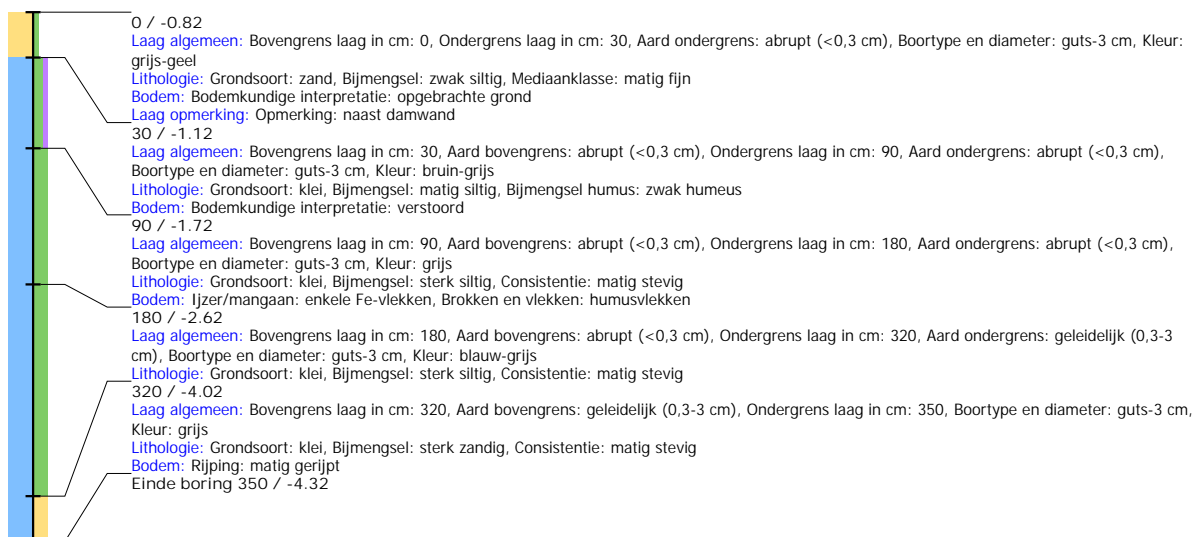 0 / -0.82
Laag algemeen: Bovengrens laag in cm: 0, Ondergrens laag in cm: 30, Aard ondergrens: abrupt (<0,3 cm), Boortype en diameter: guts-3 cm, Kleur:
grijs-geel
Lithologie: Grondsoort: zand, Bijmengsel: zwak siltig, Mediaanklasse: matig fijn
Bodem: Bodemkundige interpretatie: opgebrachte grond
Laag opmerking: Opmerking: naast damwand
30 / -1.12
Laag algemeen: Bovengrens laag in cm: 30, Aard bovengrens: abrupt (<0,3 cm), Ondergrens laag in cm: 90, Aard ondergrens: abrupt (<0,3 cm),
Boortype en diameter: guts-3 cm, Kleur: bruin-grijs
Lithologie: Grondsoort: klei, Bijmengsel: matig siltig, Bijmengsel humus: zwak humeus
Bodem: Bodemkundige interpretatie: verstoord
90 / -1.72
Laag algemeen: Bovengrens laag in cm: 90, Aard bovengrens: abrupt (<0,3 cm), Ondergrens laag in cm: 180, Aard ondergrens: abrupt (<0,3 cm),
Boortype en diameter: guts-3 cm, Kleur: grijs
Lithologie: Grondsoort: klei, Bijmengsel: sterk siltig, Consistentie: matig stevig
Bodem: Ijzer/mangaan: enkele Fe-vlekken, Brokken en vlekken: humusvlekken
180 / -2.62
Laag algemeen: Bovengrens laag in cm: 180, Aard bovengrens: abrupt (<0,3 cm), Ondergrens laag in cm: 320, Aard ondergrens: geleidelijk (0,3-3
cm), Boortype en diameter: guts-3 cm, Kleur: blauw-grijs
Lithologie: Grondsoort: klei, Bijmengsel: sterk siltig, Consistentie: matig stevig
320 / -4.02
Laag algemeen: Bovengrens laag in cm: 320, Aard bovengrens: geleidelijk (0,3-3 cm), Ondergrens laag in cm: 350, Boortype en diameter: guts-3 cm,
Kleur: grijs
Lithologie: Grondsoort: klei, Bijmengsel: sterk zandig, Consistentie: matig stevig
Bodem: Rijping: matig gerijpt
Einde boring 350 / -4.32